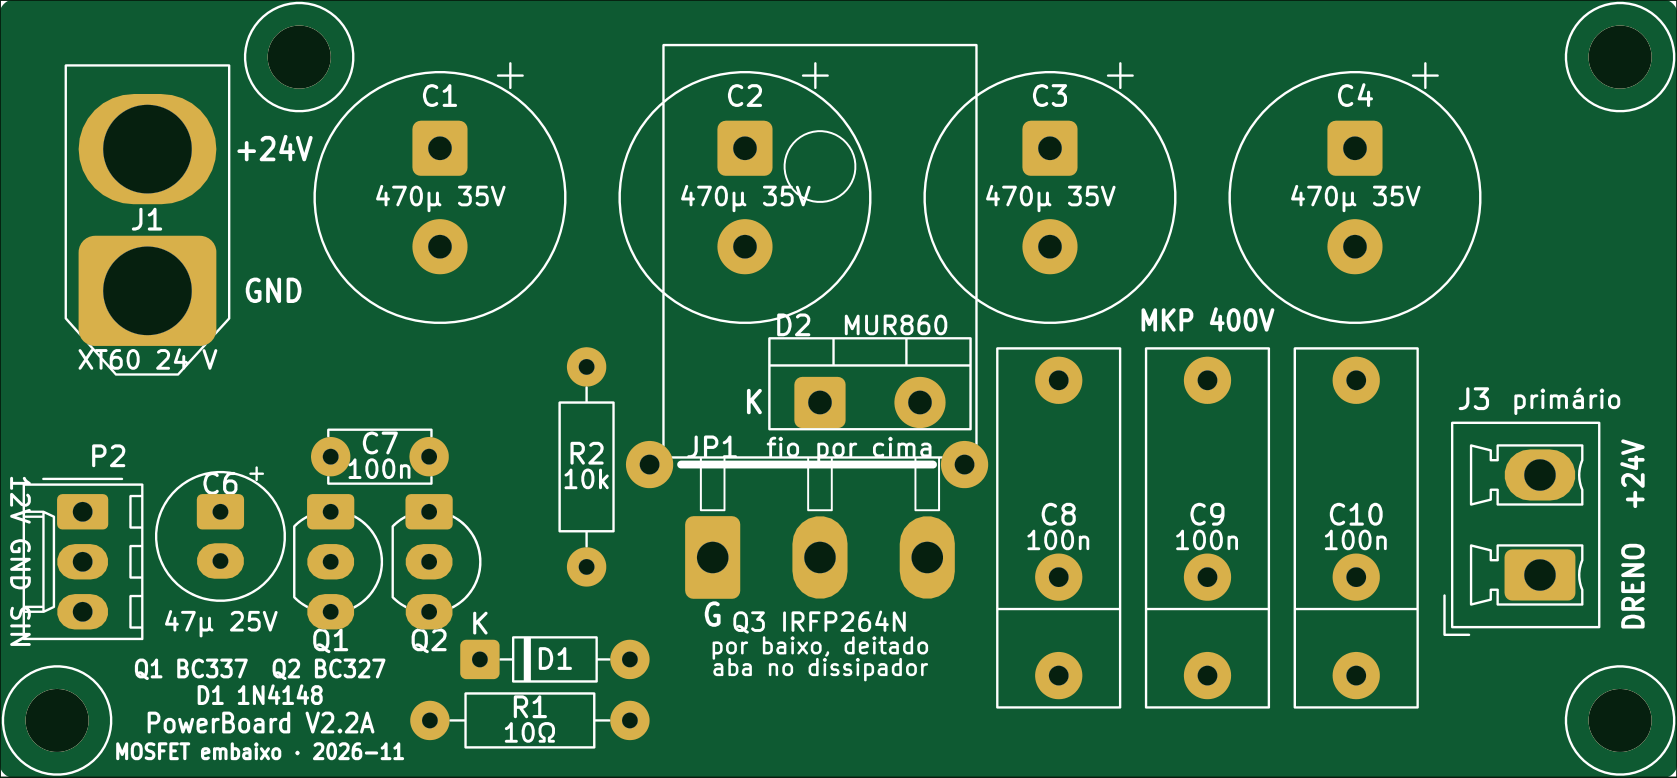 C1
C2
C3
C4
+24V
470µ 35V
470µ 35V
470µ 35V
470µ 35V
J1
GND
MKP 400V
D2
MUR860
XT60 24 V
K
J3 primário
P2
C7
100n
R2
10k
JP1
fio por cima
+24V
12V GND SIN
C6
+
C8
100n
C9
100n
C10
100n
DRENO
47µ 25V
Q1
Q2
K
G
Q3 IRFP264N
por baixo, deitado
aba no dissipador
Q1 BC337 Q2 BC327
D1
D1 1N4148
R1
10Ω
PowerBoard V2.2A
MOSFET embaixo · 2026-11